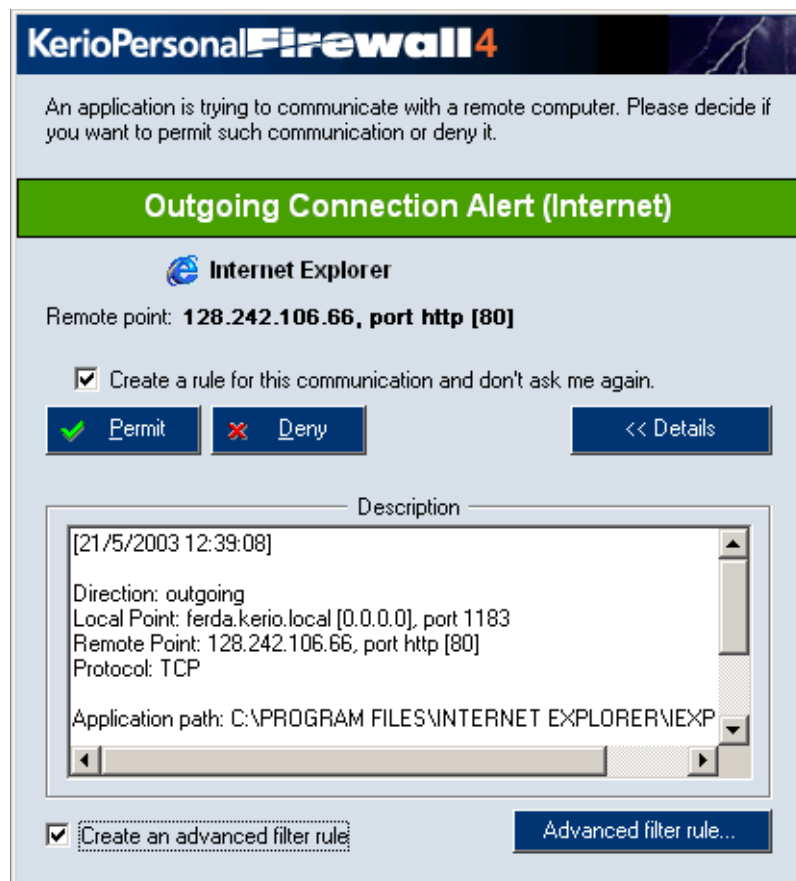 KerioPersonalFirewall4
An application is trying to communicate with a remote computer. Please decide if
you want to permit such communication or deny it.
Outgoing Connection Alert (Internet)
Internet Explorer
Remote point: 128.242.106.66, port http [80]
Create a rule for this communication and don't ask me again.
Permit
Deny
<< Details
Description
[21/5/2003 12:39:08]
Direction: outgoing
Local Point: ferda.kerio.local [0.0.0.0], port 1183
Remote Point: 128.242.106.66, port http [80]
Protocol: TCP
Application path: C:\PROGRAM FILES\INTERNET EXPLORER\IEXP
Create an advanced filter rule
Advanced filter rule...